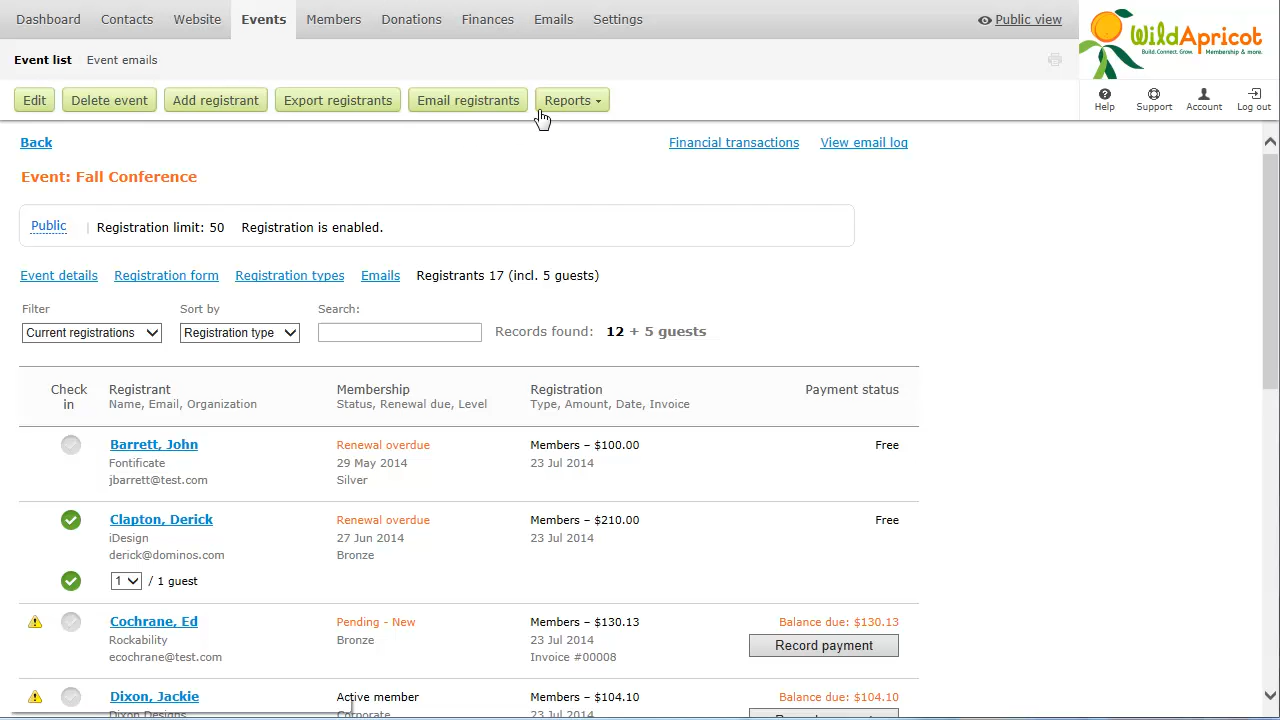 Dashboard Contacts Website Events Members Donations Finances Emails Settings Public view
WildApricot
Build. Connect. Grow. Membership & more.
Event list Event emails
Edit Delete event Add registrant Export registrants Email registrants Reports
Help Support Account Log out
Back Financial transactions View email log
Event: Fall Conference
Public | Registration limit: 50 Registration is enabled.
Event details Registration form Registration types Emails Registrants 17 (incl. 5 guests)
Filter Sort by Search:
Current registrations Registration type Records found: 12 + 5 guests
Check in Registrant Membership Registration Payment status
Name, Email, Organization Status, Renewal due, Level Type, Amount, Date, Invoice
Barrett, John Renewal overdue Members – $100.00 Free
Fontificate 29 May 2014 23 Jul 2014
jbarrett@test.com Silver
Clapton, Derick Renewal overdue Members – $210.00 Free
iDesign 27 Jun 2014 23 Jul 2014
derick@dominos.com Bronze
1 / 1 guest
Cochrane, Ed Pending - New Members – $130.13 Balance due: $130.13
Rockability Bronze 23 Jul 2014 Record payment
ecochrane@test.com Invoice #00008
Dixon, Jackie Active member Members – $104.10 Balance due: $104.10
Dixon Designs Corporate 23 Jul 2014